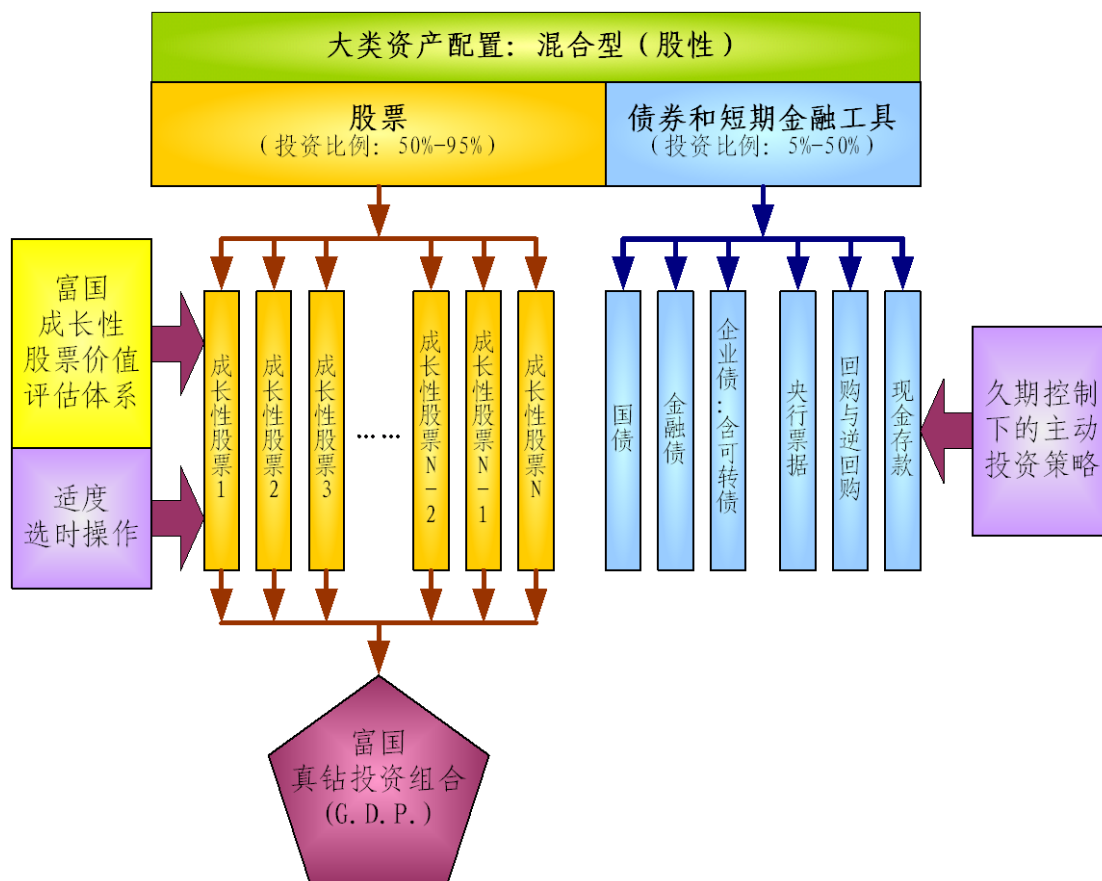 大类资产配置：混合型（股性）
股票
（投资比例：50%-95%）
债券和短期金融工具
（投资比例：5%-50%）
富国
成长性
股票价值
评估体系
适度
选时操作
成长性股票1
成长性股票2
成长性股票3
……
成长性股票N-2
成长性股票N-1
成长性股票N
国债
金融债
企业债：含可转债
央行票据
回购与逆回购
现金存款
久期控制
下的主动
投资策略
富国
真钻投资组合
(G.D.P.)